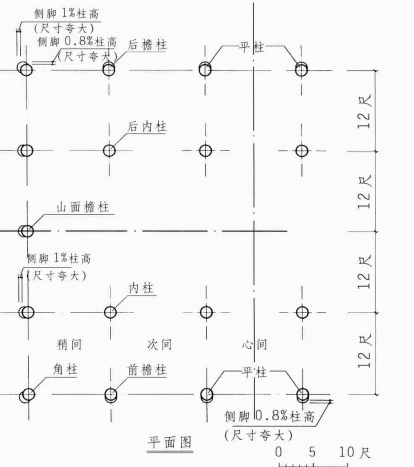 侧脚1%柱高
(尺寸夸大)
侧脚0.8%柱高
(尺寸夸大)
后檐柱
平柱
12尺
后内柱
12尺
山面檐柱
侧脚1%柱高
(尺寸夸大)
12尺
内柱
稍间
次间
心间
12尺
角柱
前檐柱
平柱
侧脚0.8%柱高
(尺寸夸大)
平面图
0 5 10尺